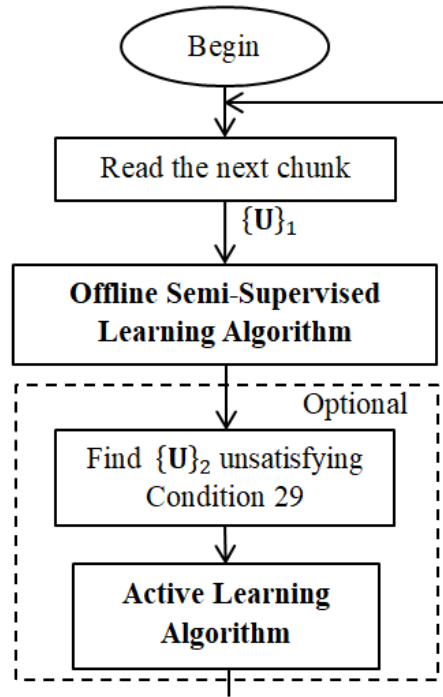 Begin
Read the next chunk
{𝐔}₁
Offline Semi-Supervised
Learning Algorithm
Optional
Find {𝐔}₂ unsatisfying
Condition 29
Active Learning
Algorithm